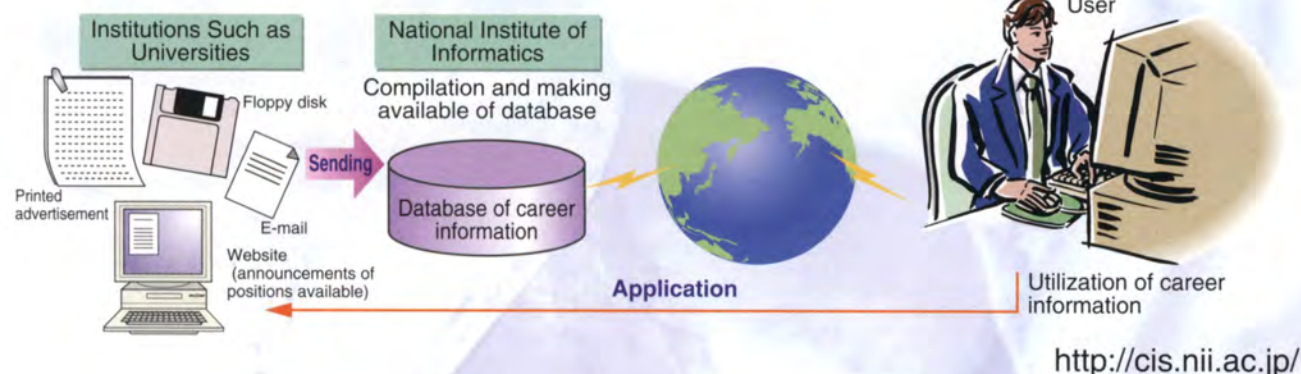 Institutions Such as
Universities
Floppy disk
Printed
advertisement
E-mail
Website
(announcements of
positions available)
Sending
National Institute of
Informatics
Compilation and making
available of database
Database of career
information
User
Application
Utilization of career
information
http://cis.nii.ac.jp/